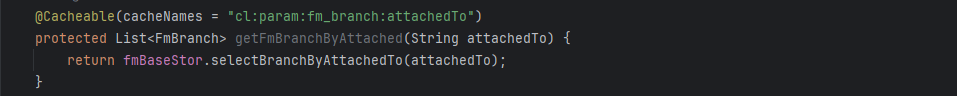 @Cacheable(cacheNames = "cl:param:fm_branch:attachedTo")
protected List<FmBranch> getFmBranchByAttached(String attachedTo) {
    return fmBaseStor.selectBranchByAttachedTo(attachedTo);
}